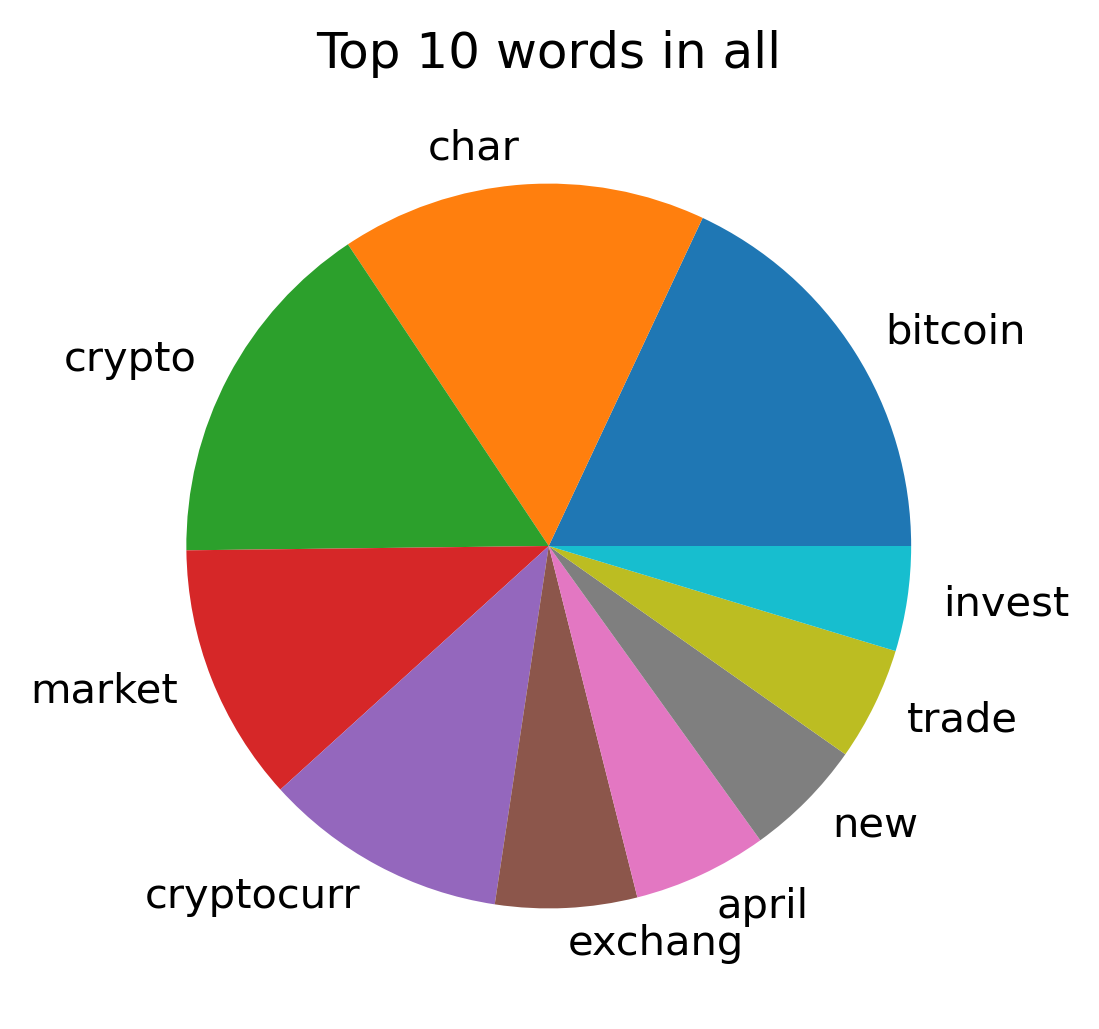 Top 10 words in all
char
bitcoin
crypto
invest
market
trade
new
cryptocurr
april
exchang